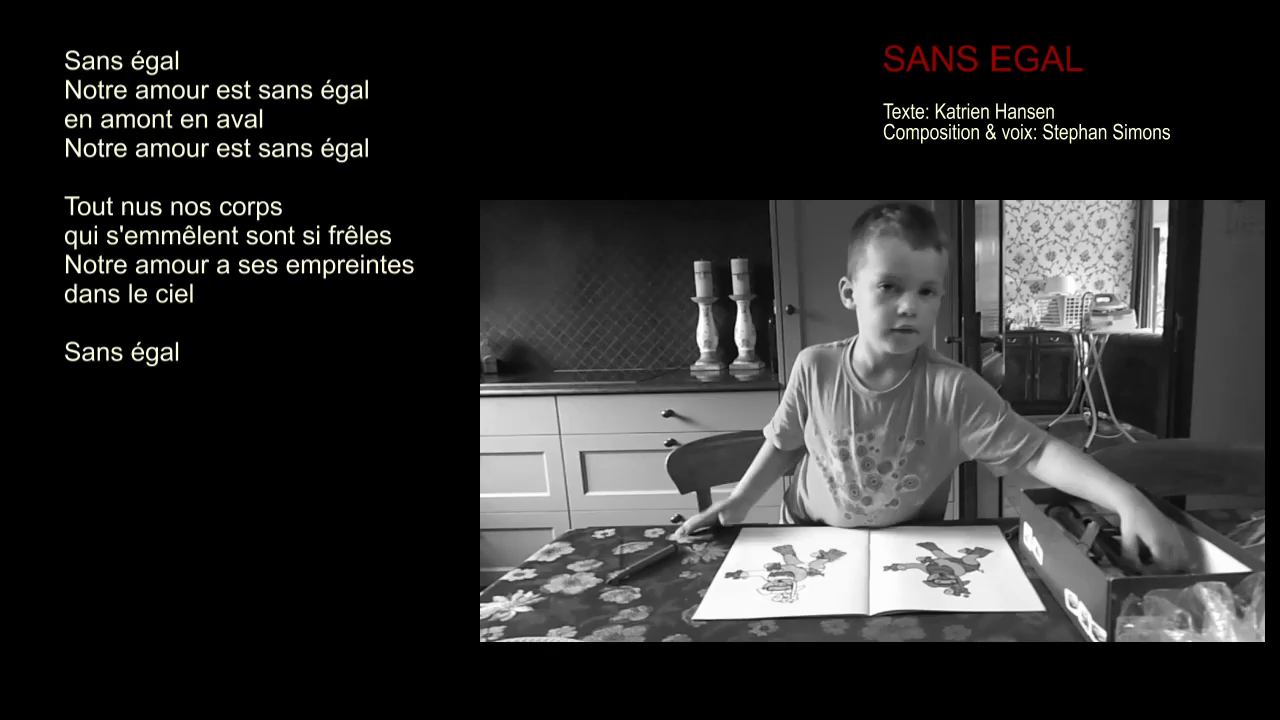 Sans égal
Notre amour est sans égal
en amont en aval
Notre amour est sans égal
Tout nus nos corps
qui s'emmêlent sont si frêles
Notre amour a ses empreintes
dans le ciel
Sans égal
SANS EGAL
Texte: Katrien Hansen
Composition & voix: Stephan Simons